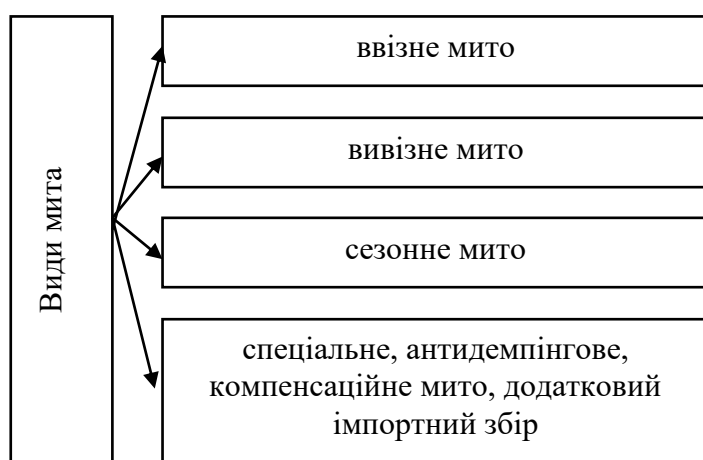 Види мита
ввізне мито
вивізне мито
сезонне мито
спеціальне, антидемпінгове,
компенсаційне мито, додатковий
імпортний збір